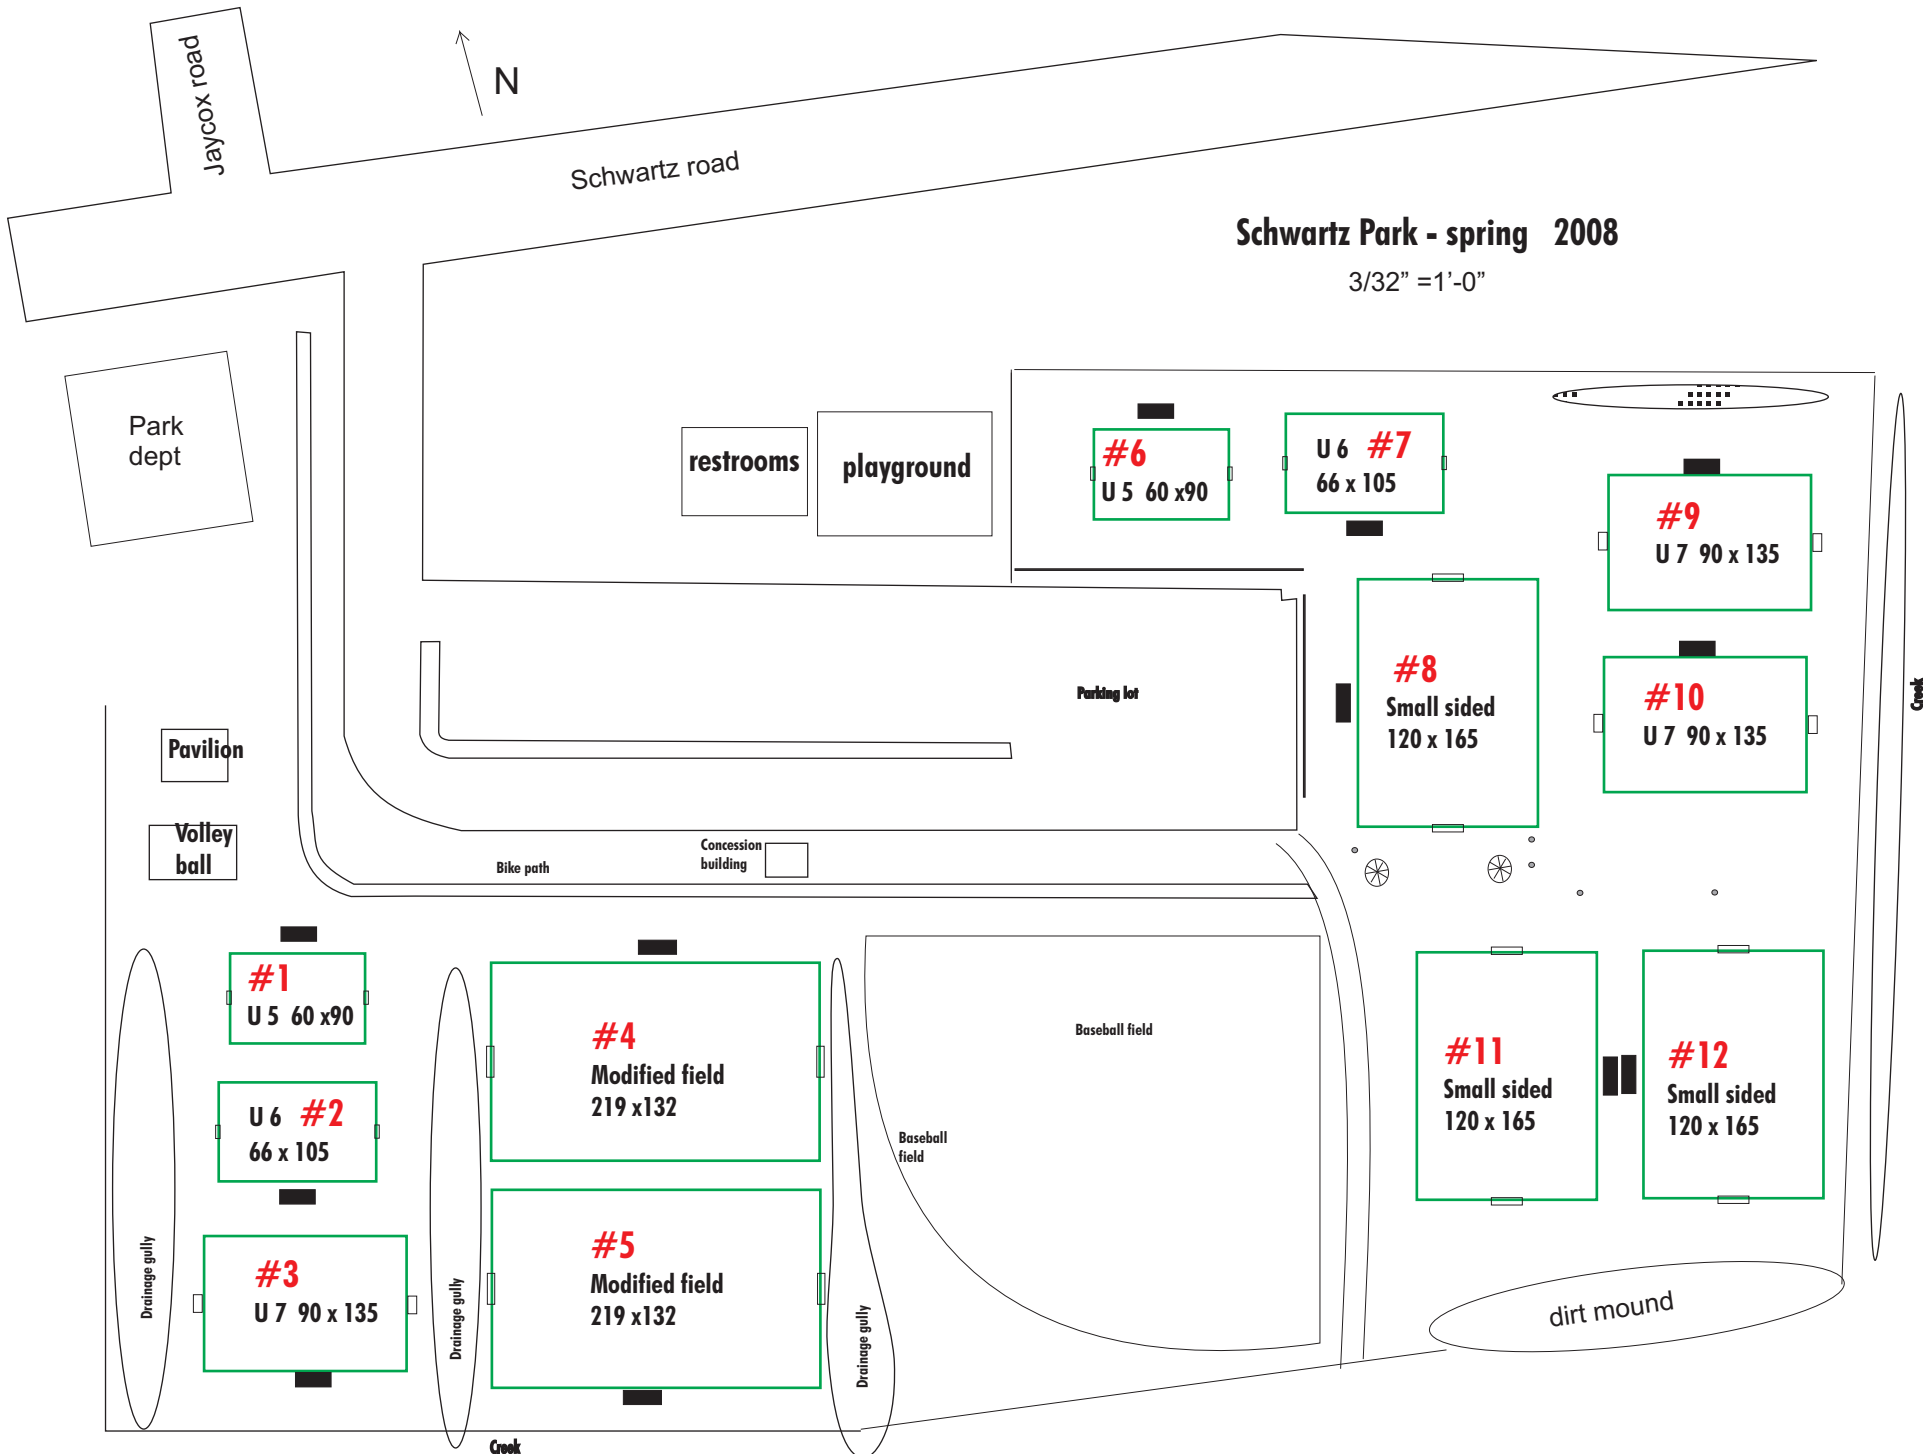 Jaycox road
N
Schwartz road
Schwartz Park - spring 2008
3/32” =1’-0”
Park
dept
restrooms
playground
#6
U 5 60 x90
U 6 #7
66 x 105
#9
U 7 90 x 135
#8
Small sided
120 x 165
#10
U 7 90 x 135
Parking lot
Creek
Pavilion
Volley
ball
Concession
building
Bike path
#1
U 5 60 x90
U 6 #2
66 x 105
#3
U 7 90 x 135
Drainage gully
Drainage gully
#4
Modified field
219 x132
#5
Modified field
219 x132
Drainage gully
Baseball field
Baseball
field
#11
Small sided
120 x 165
#12
Small sided
120 x 165
dirt mound
Creek